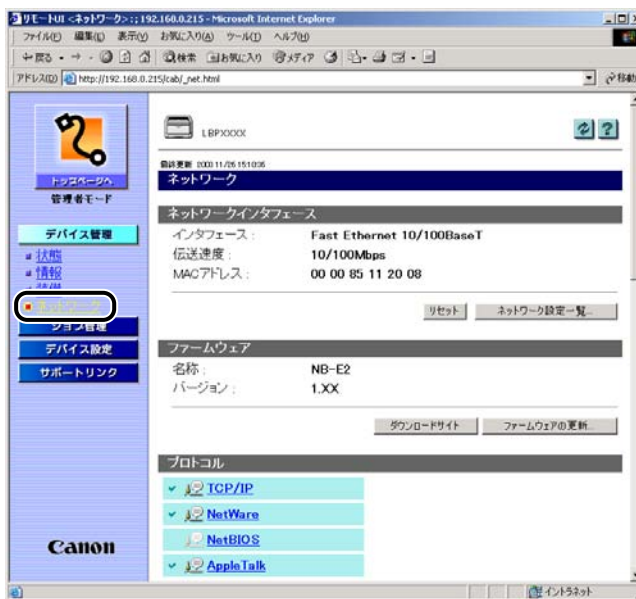 リモートUI <ネットワーク> : ; 192.168.0.215 - Microsoft Internet Explorer
ファイル(F) 編集(E) 表示(V) お気に入り(A) ツール(T) ヘルプ(H)
戻る 検索 お気に入り メディア
アドレス(D) http://192.168.0.215/cab/_net.html 移動
LBPXXXX
最終更新 2003 11/26 15:10:36
トップページへ
管理者モード
デバイス管理
状態
情報
装備
ネットワーク
ジョブ管理
デバイス設定
サポートリンク
Canon
ネットワーク
ネットワークインタフェース
インタフェース : Fast Ethernet 10/100BaseT
伝送速度 : 10/100Mbps
MACアドレス : 00 00 85 11 20 08
リセット ネットワーク設定一覧...
ファームウェア
名称 : NB-E2
バージョン : 1.XX
ダウンロードサイト ファームウェアの更新...
プロトコル
TCP/IP
NetWare
NetBIOS
AppleTalk
イントラネット